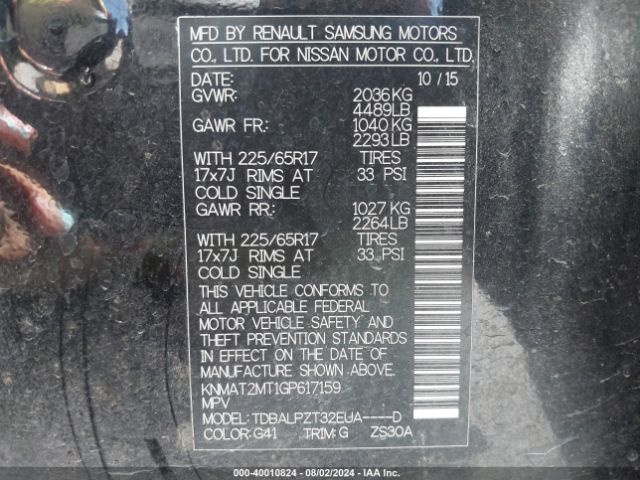 MFD BY RENAULT SAMSUNG MOTORS
CO., LTD. FOR NISSAN MOTOR CO., LTD.
DATE: 10 / 15
GVWR: 2036KG
4489LB
GAWR FR.: 1040KG
2293LB
WITH 225/65R17 TIRES
17x7J RIMS AT 33 PSI
COLD SINGLE
GAWR RR.: 1027KG
2264LB
WITH 225/65R17 TIRES
17x7J RIMS AT 33 PSI
COLD SINGLE
THIS VEHICLE CONFORMS TO
ALL APPLICABLE FEDERAL
MOTOR VEHICLE SAFETY AND
THEFT PREVENTION STANDARDS
IN EFFECT ON THE DATE OF
MANUFACTURE SHOWN ABOVE.
KNMAT2MT1GP617159
MPV
MODEL:TDBALPZT32EUA----D
COLOR:G41 TRIM:G ZS30A
000-40010824 - 08/02/2024 - IAA Inc.